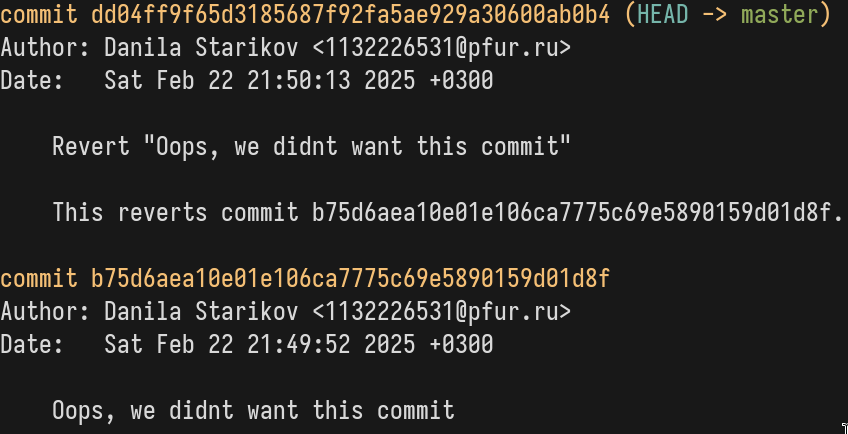 commit dd04ff9f65d3185687f92fa5ae929a30600ab0b4 (HEAD -> master)
Author: Danila Starikov <1132226531@pfur.ru>
Date:   Sat Feb 22 21:50:13 2025 +0300
Revert "Oops, we didnt want this commit"
This reverts commit b75d6aea10e01e106ca7775c69e5890159d01d8f.
commit b75d6aea10e01e106ca7775c69e5890159d01d8f
Author: Danila Starikov <1132226531@pfur.ru>
Date:   Sat Feb 22 21:49:52 2025 +0300
Oops, we didnt want this commit